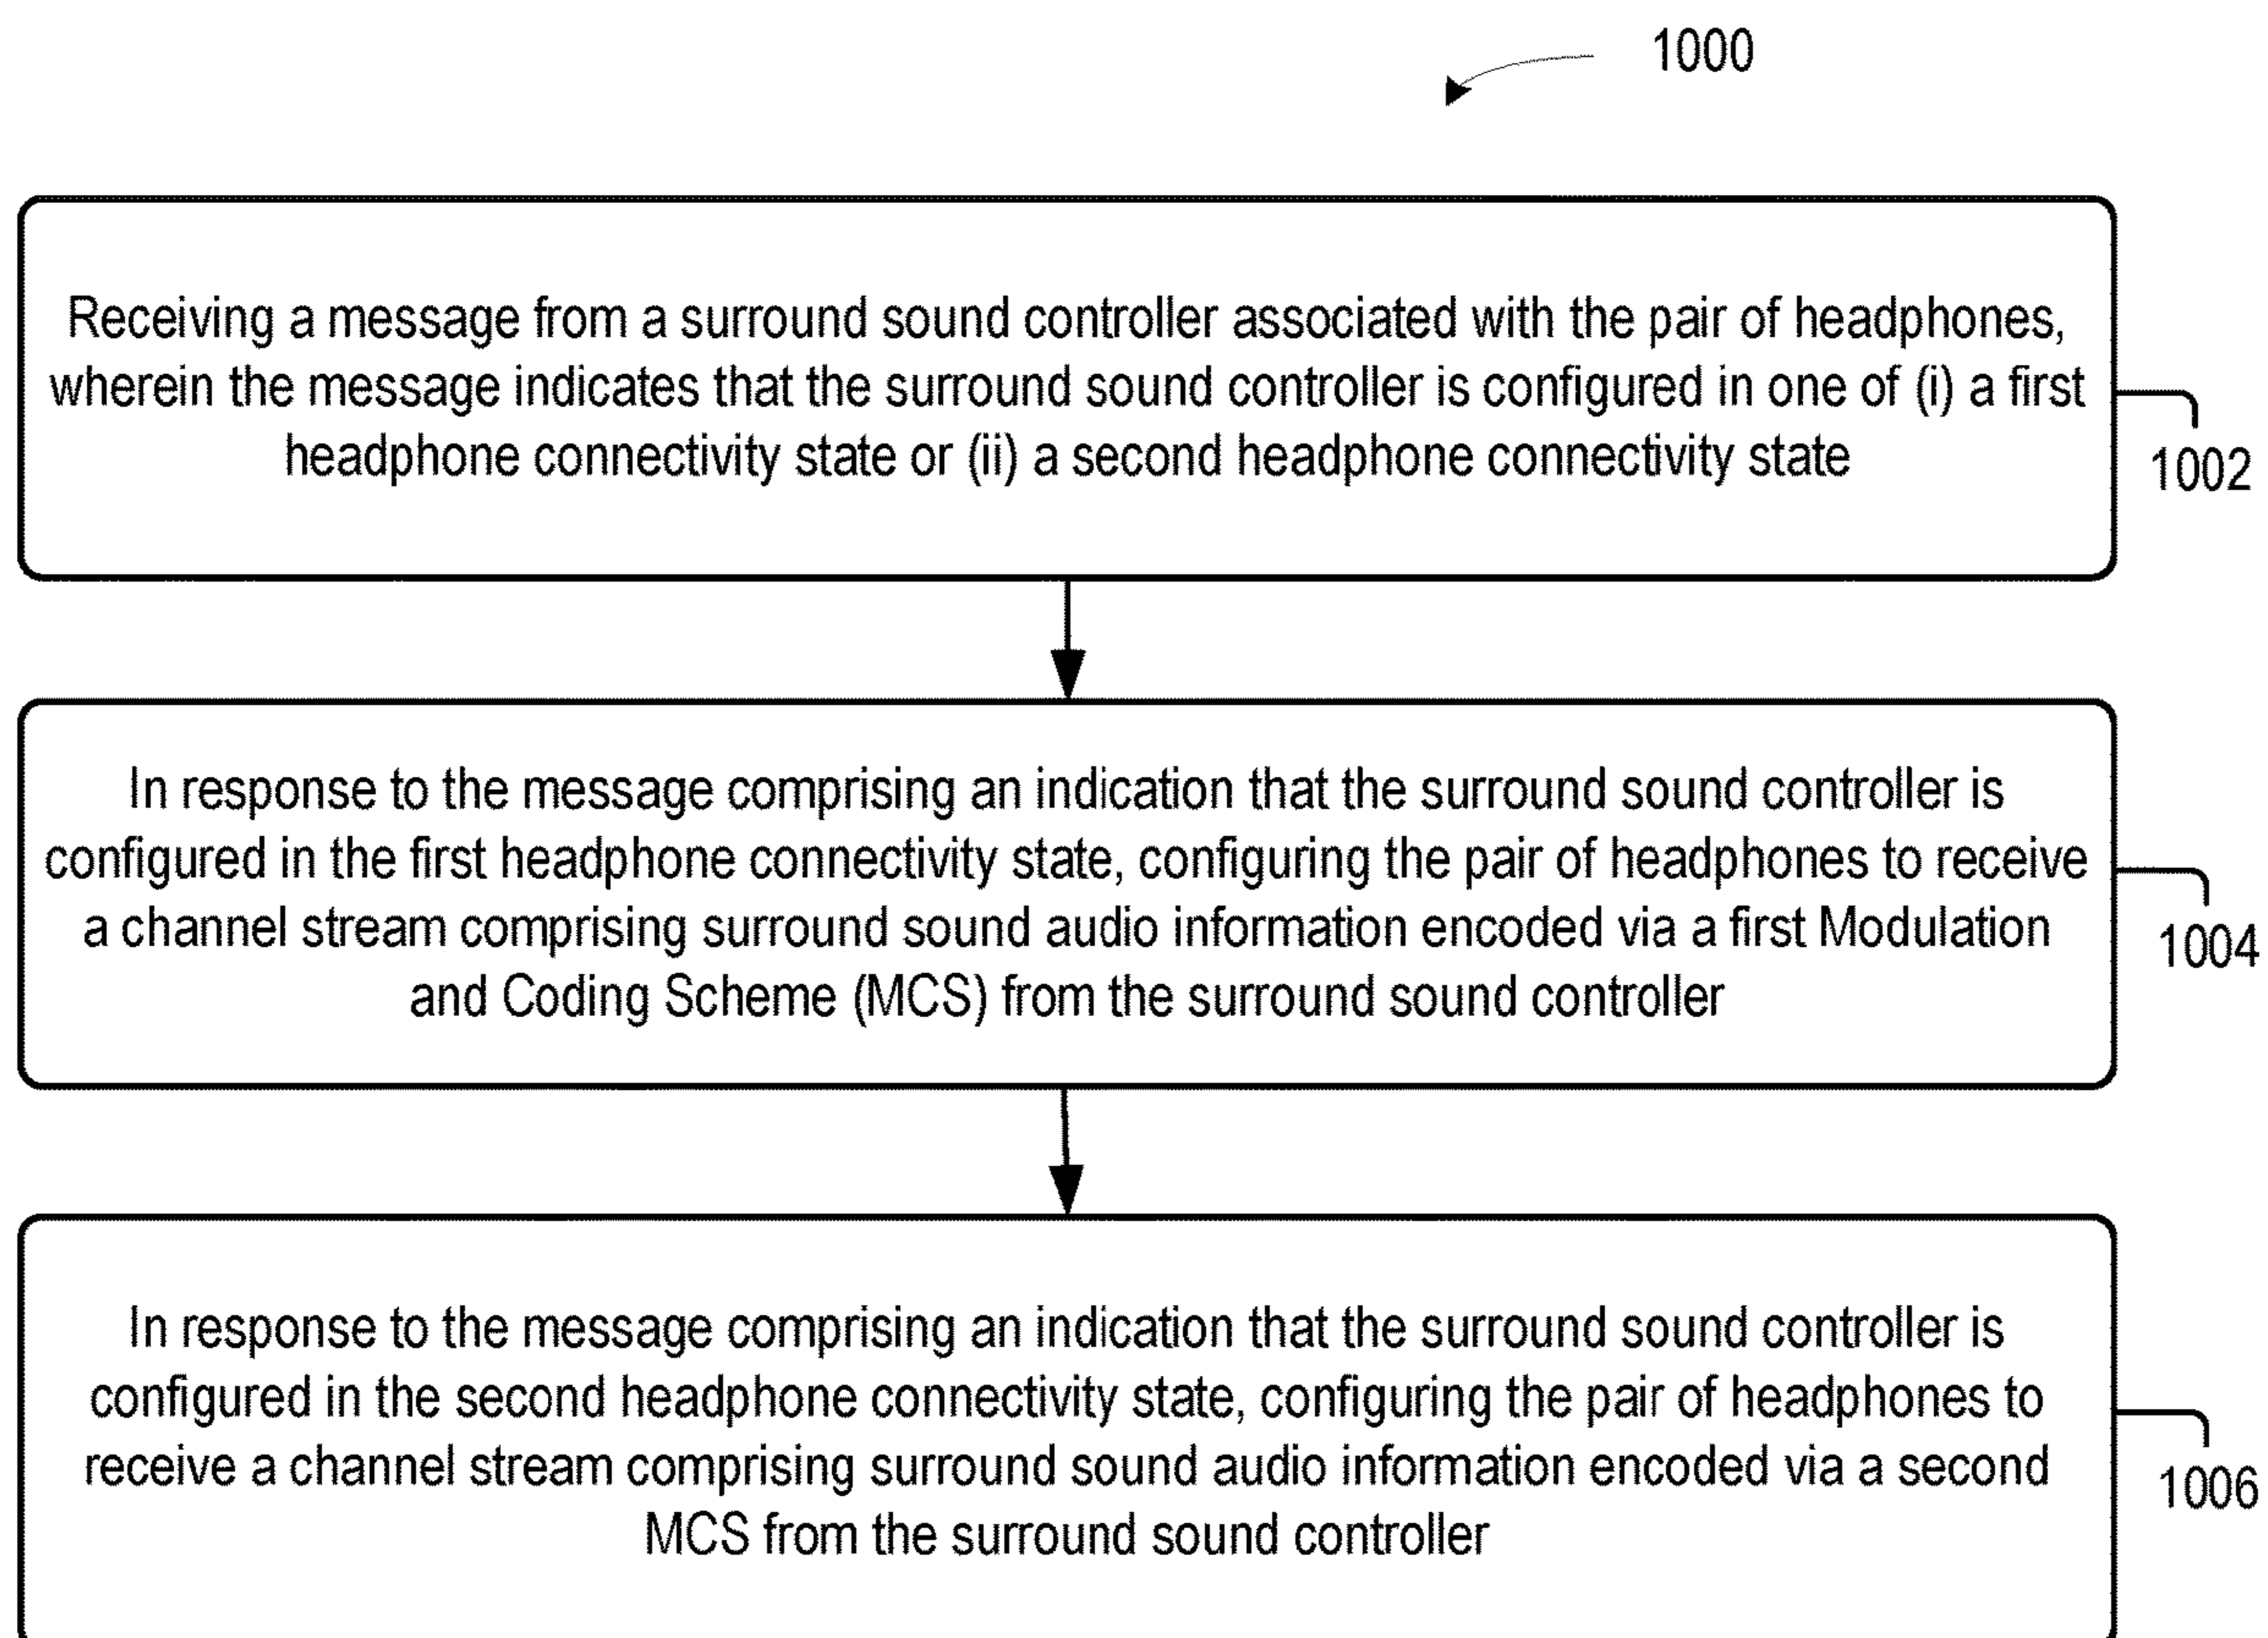 1000
Receiving a message from a surround sound controller associated with the pair of headphones,
wherein the message indicates that the surround sound controller is configured in one of (i) a first
headphone connectivity state or (ii) a second headphone connectivity state
1002
In response to the message comprising an indication that the surround sound controller is
configured in the first headphone connectivity state, configuring the pair of headphones to receive
a channel stream comprising surround sound audio information encoded via a first Modulation
and Coding Scheme (MCS) from the surround sound controller
1004
In response to the message comprising an indication that the surround sound controller is
configured in the second headphone connectivity state, configuring the pair of headphones to
receive a channel stream comprising surround sound audio information encoded via a second
MCS from the surround sound controller
1006